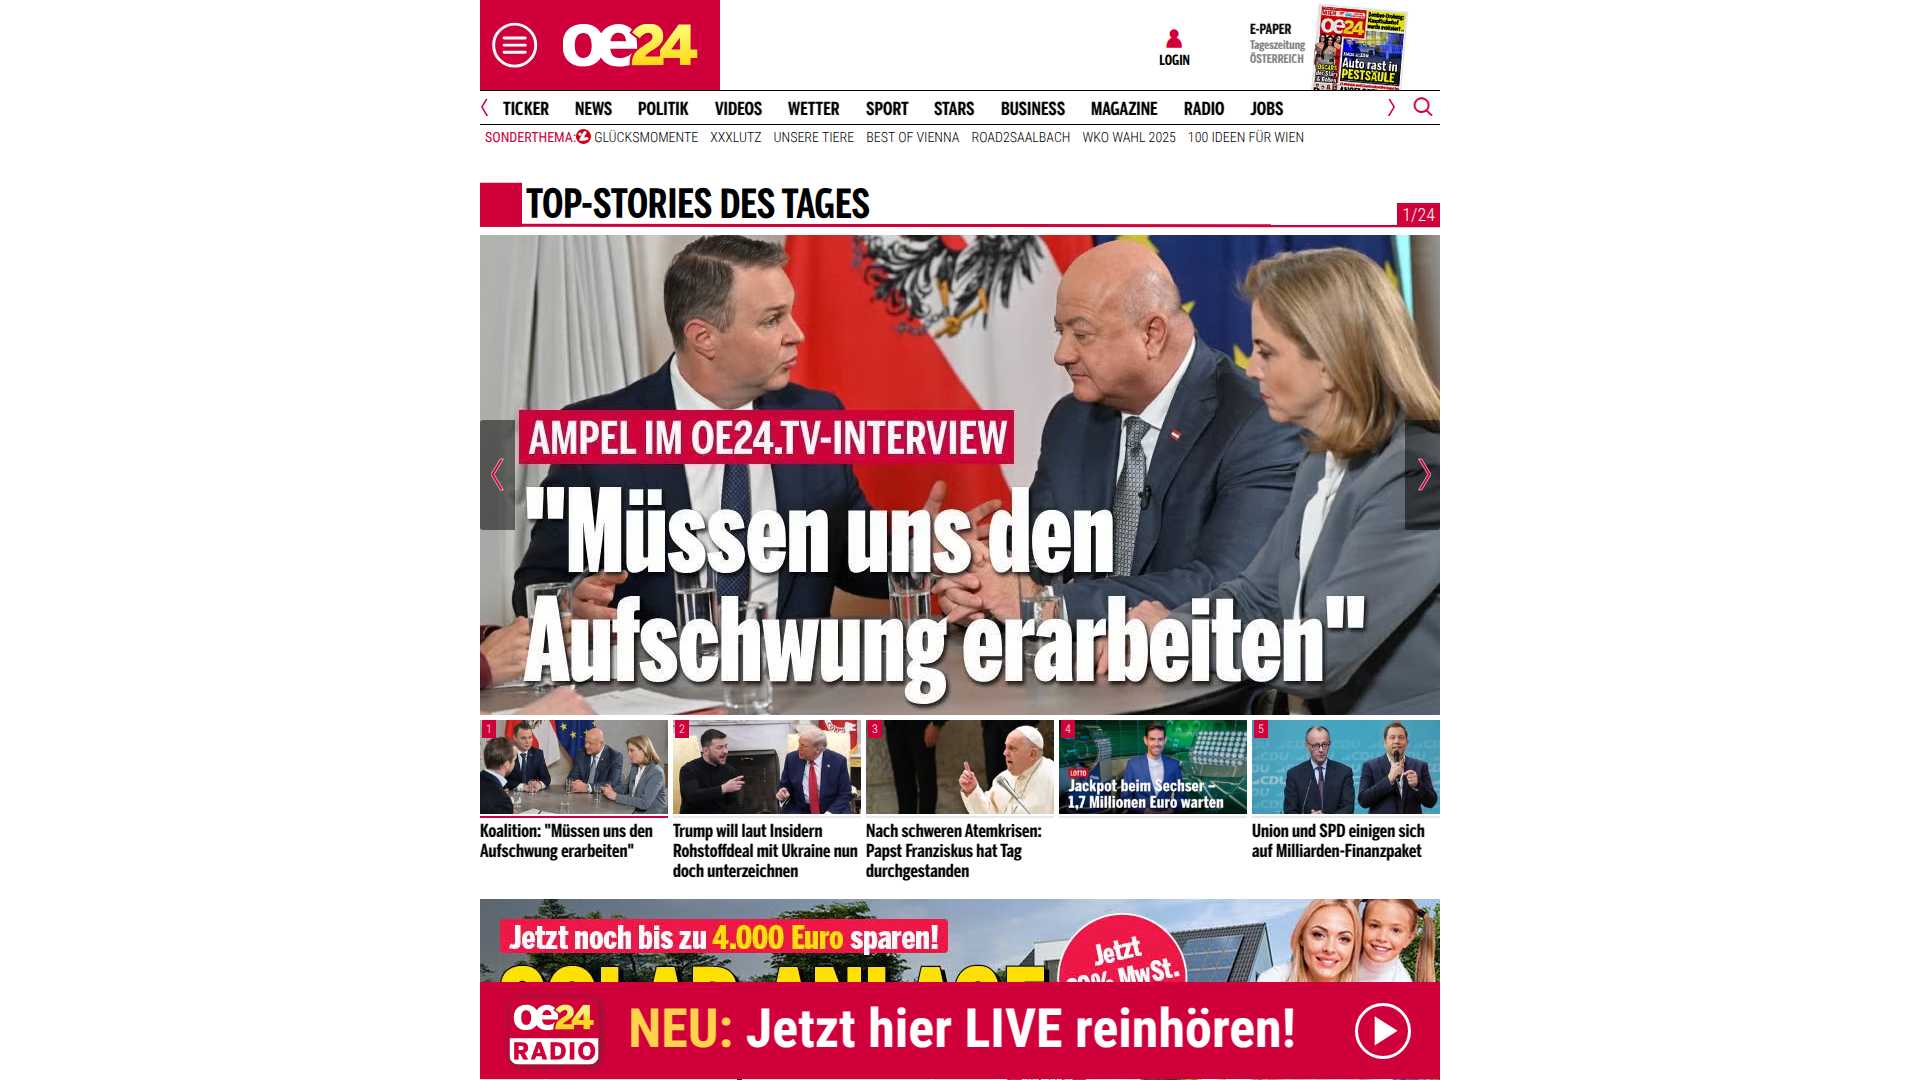 oe24
LOGIN
E-PAPER
Tageszeitung
ÖSTERREICH
oe24
Auto rast in
PESTSÄULE
TICKER NEWS POLITIK VIDEOS WETTER SPORT STARS BUSINESS MAGAZINE RADIO JOBS
SONDERTHEMA: GLÜCKSMOMENTE XXXLUTZ UNSERE TIERE BEST OF VIENNA ROAD2SAALBACH WKO WAHL 2025 100 IDEEN FÜR WIEN
TOP-STORIES DES TAGES
1/24
AMPEL IM OE24.TV-INTERVIEW
"Müssen uns den
Aufschwung erarbeiten"
1
2
3
4
5
LOTTO
Jackpot beim Sechser –
1,7 Millionen Euro warten
Koalition: "Müssen uns den
Aufschwung erarbeiten"
Trump will laut Insidern
Rohstoffdeal mit Ukraine nun
doch unterzeichnen
Nach schweren Atemkrisen:
Papst Franziskus hat Tag
durchgestanden
Union und SPD einigen sich
auf Milliarden-Finanzpaket
Jetzt noch bis zu 4.000 Euro sparen!
Jetzt
MwSt.
oe24
RADIO
NEU: Jetzt hier LIVE reinhören!